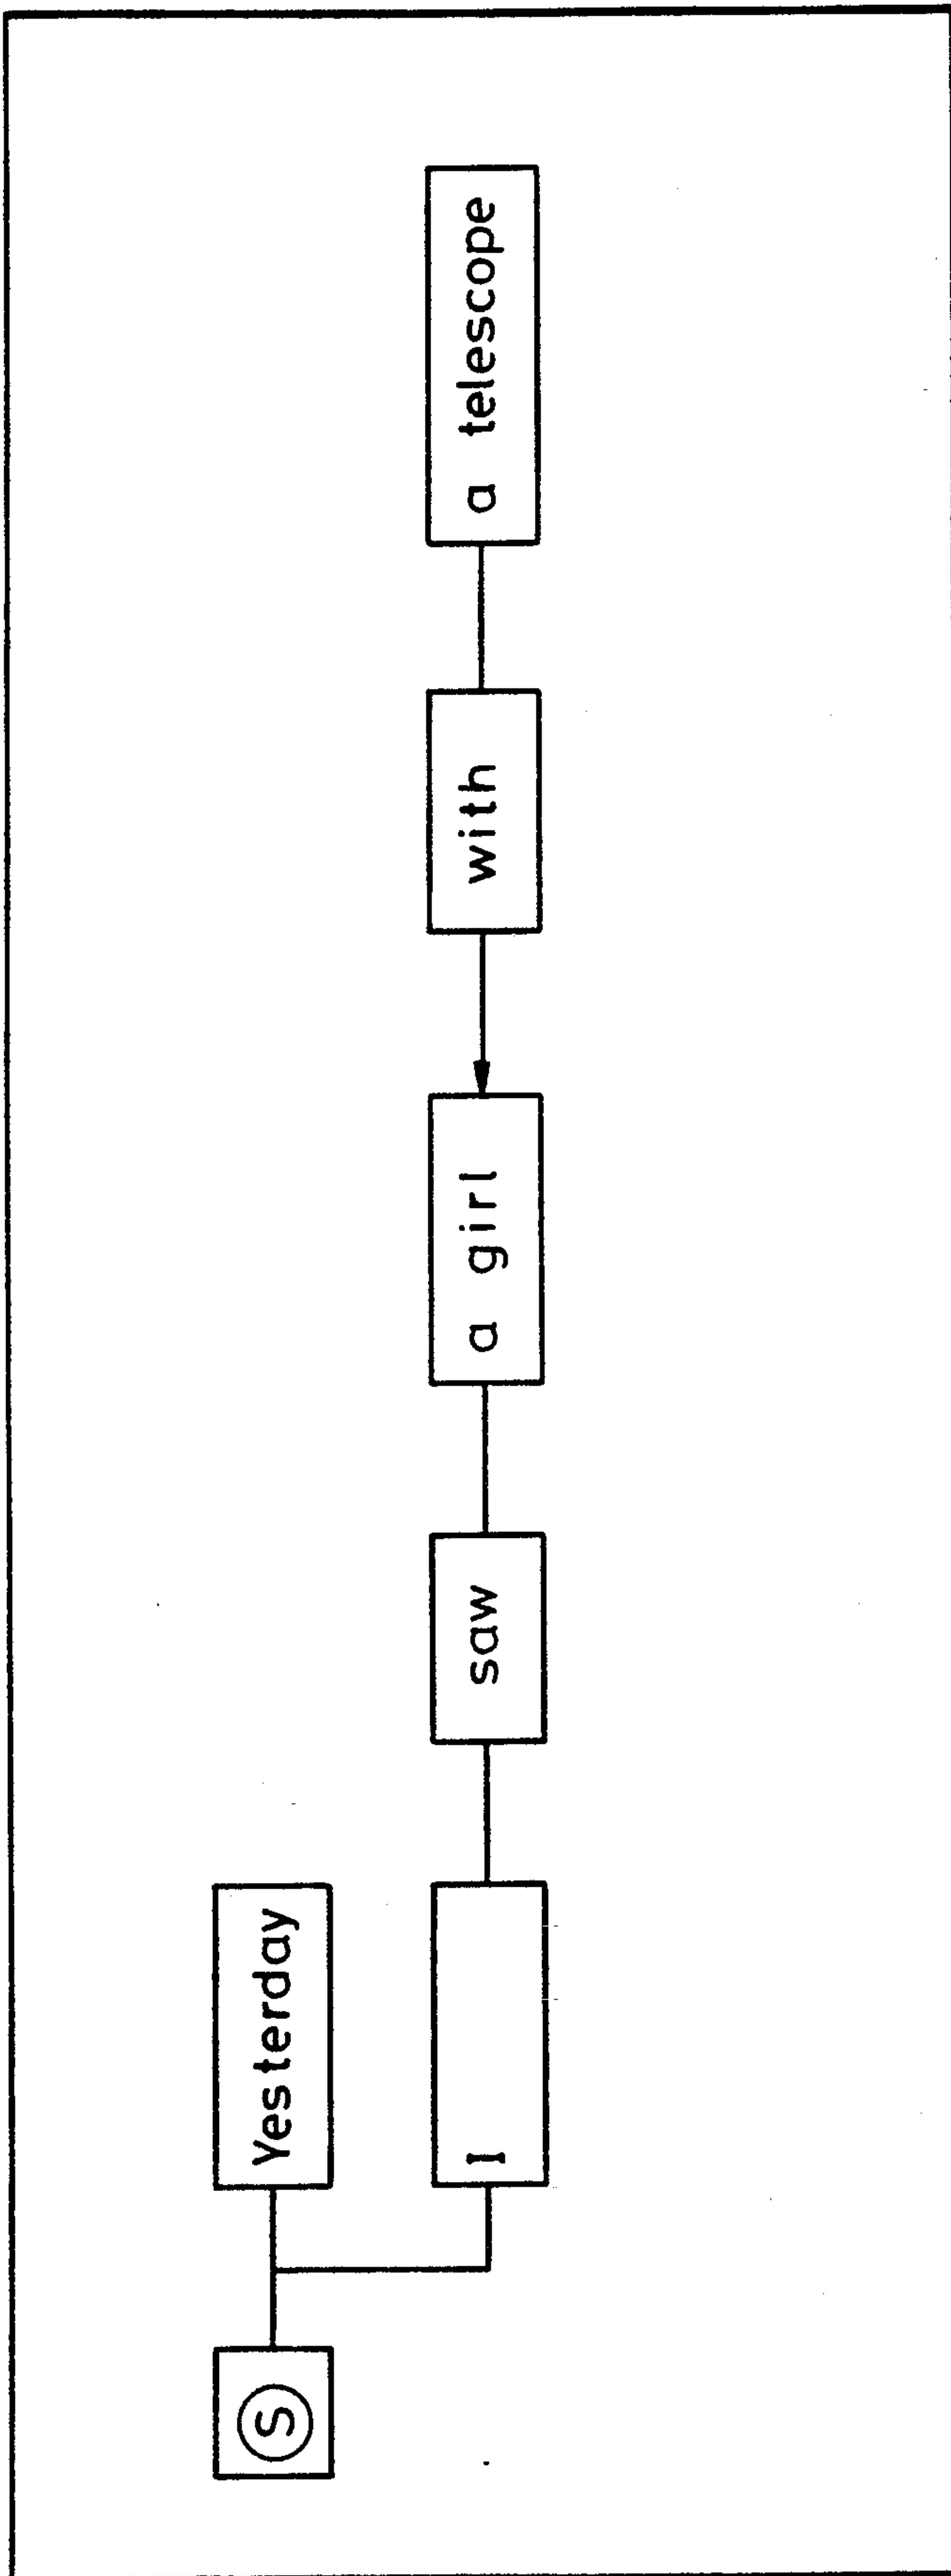 S
Yesterday
I
saw
a girl
with
a telescope